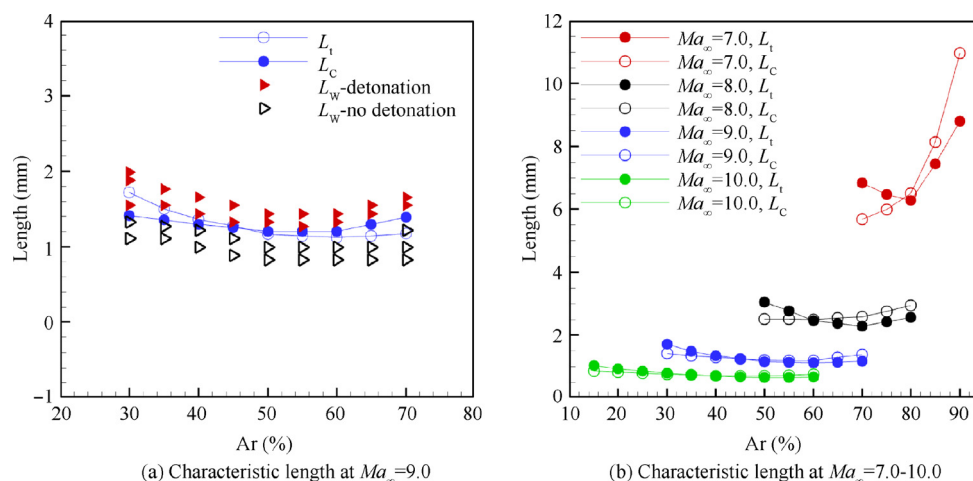 4
3
2
1
0
−1
20
30
40
50
60
70
80
Length (mm)
Ar (%)
Lt
LC
LW-detonation
LW-no detonation
(a) Characteristic length at Ma∞=9.0
12
10
8
6
4
2
0
10
20
30
40
50
60
70
80
90
Length (mm)
Ar (%)
Ma∞=7.0, Lt
Ma∞=7.0, LC
Ma∞=8.0, Lt
Ma∞=8.0, LC
Ma∞=9.0, Lt
Ma∞=9.0, LC
Ma∞=10.0, Lt
Ma∞=10.0, LC
(b) Characteristic length at Ma∞=7.0-10.0